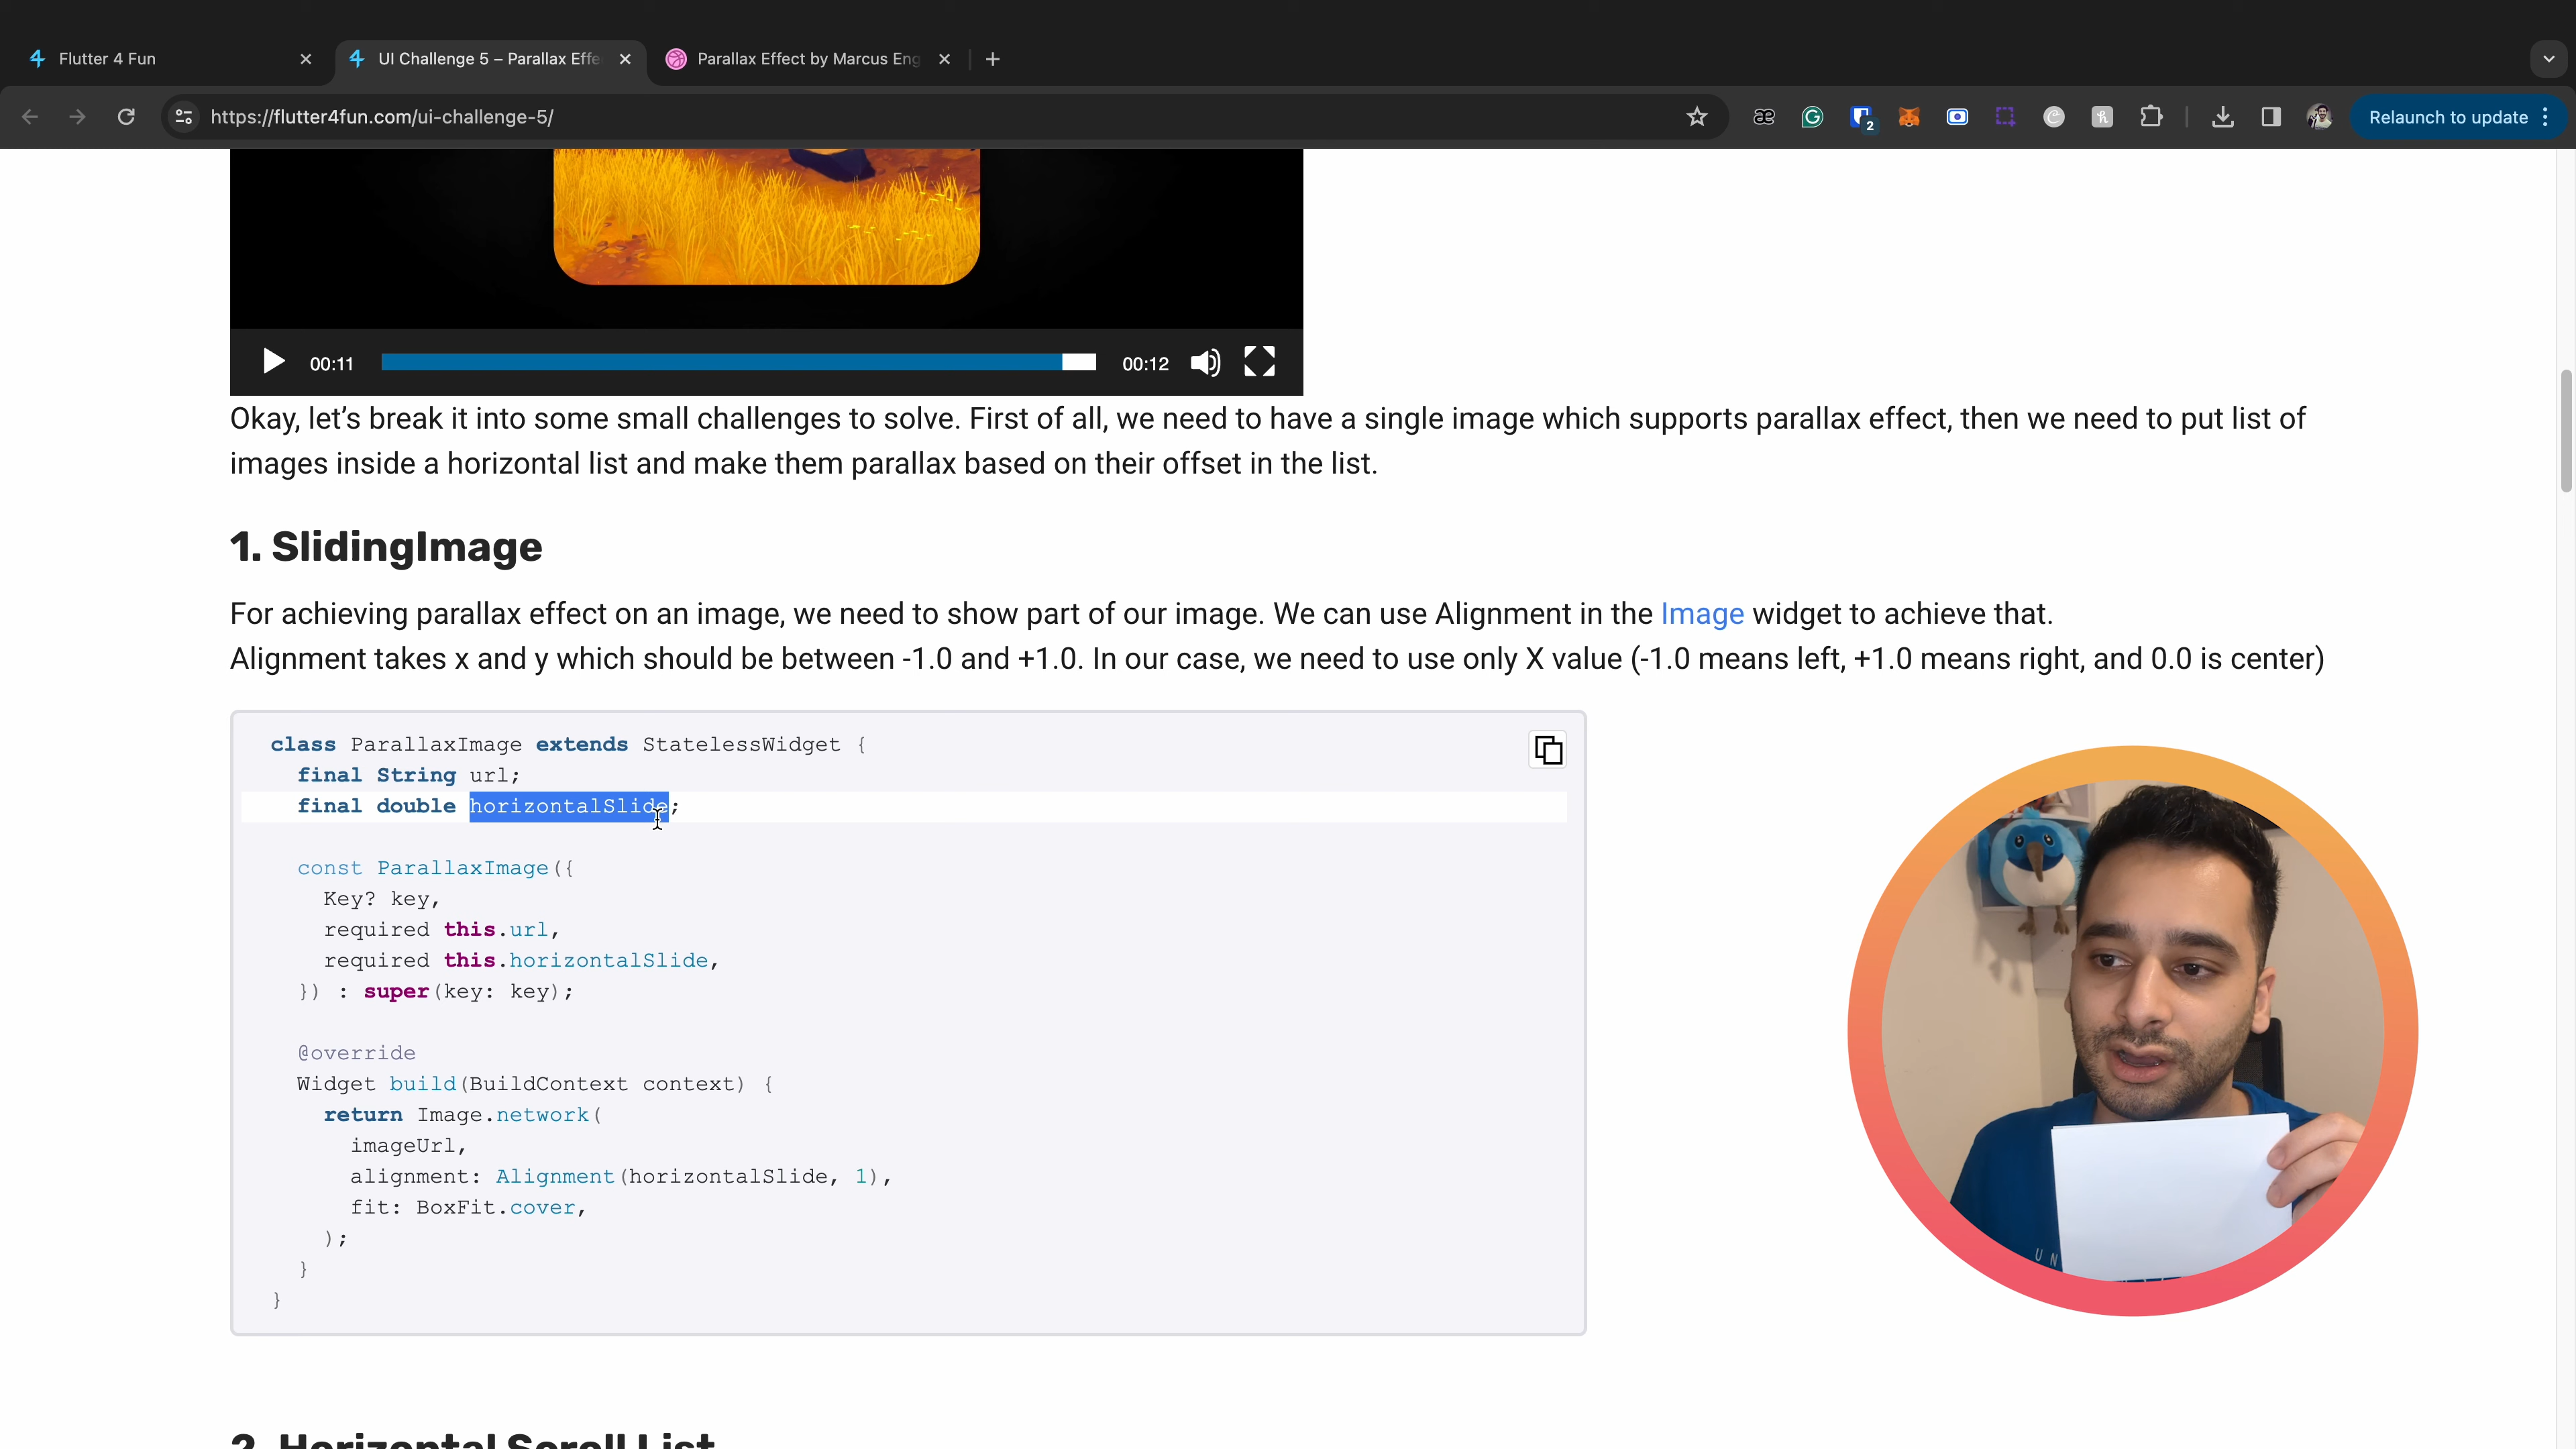 Flutter 4 Fun
UI Challenge 5 – Parallax Effe
Parallax Effect by Marcus Eng
https://flutter4fun.com/ui-challenge-5/
2
Relaunch to update
00:11
00:12
Okay, let’s break it into some small challenges to solve. First of all, we need to have a single image which supports parallax effect, then we need to put list of
images inside a horizontal list and make them parallax based on their offset in the list.
1. SlidingImage
For achieving parallax effect on an image, we need to show part of our image. We can use Alignment in the Image widget to achieve that.
Alignment takes x and y which should be between -1.0 and +1.0. In our case, we need to use only X value (-1.0 means left, +1.0 means right, and 0.0 is center)
class ParallaxImage extends StatelessWidget {
final String url;
final double horizontalSlide;
const ParallaxImage({
Key? key,
required this.url,
required this.horizontalSlide,
}) : super(key: key);
@override
Widget build(BuildContext context) {
return Image.network(
imageUrl,
alignment: Alignment(horizontalSlide, 1),
fit: BoxFit.cover,
);
}
}
U N
2. Horizontal Scroll List